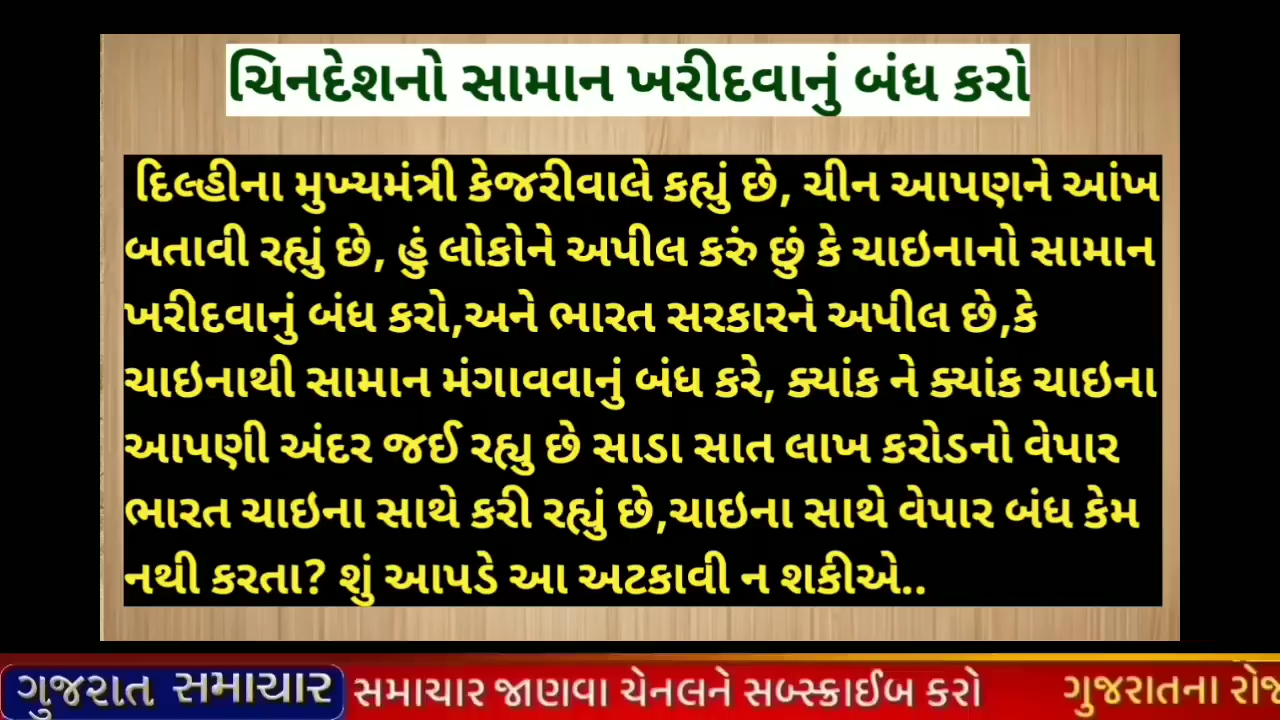 ચિનદેશનો સામાન ખરીદવાનું બંધ કરો
દિલ્હીના મુખ્યમંત્રી કેજરીવાલે કહ્યું છે, ચીન આપણને આંખ
બતાવી રહ્યું છે, હું લોકોને અપીલ કરું છું કે ચાઇનાનો સામાન
ખરીદવાનું બંધ કરો,અને ભારત સરકારને અપીલ છે,કે
ચાઇનાથી સામાન મંગાવવાનું બંધ કરે, ક્યાંક ને ક્યાંક ચાઇના
આપણી અંદર જઈ રહ્યુ છે સાડા સાત લાખ કરોડનો વેપાર
ભારત ચાઇના સાથે કરી રહ્યું છે,ચાઇના સાથે વેપાર બંધ કેમ
નથી કરતા? શું આપડે આ અટકાવી ન શકીએ..
ગુજરાત સમાચાર સમાચાર જાણવા ચેનલને સબ્સ્ક્રાઈબ કરો ગુજરાતના